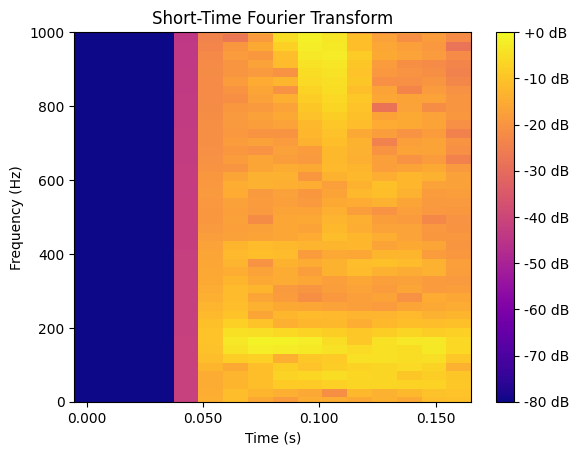 Short-Time Fourier Transform
1000
800
600
400
200
0
Frequency (Hz)
0.000
0.050
0.100
0.150
Time (s)
+0 dB
-10 dB
-20 dB
-30 dB
-40 dB
-50 dB
-60 dB
-70 dB
-80 dB